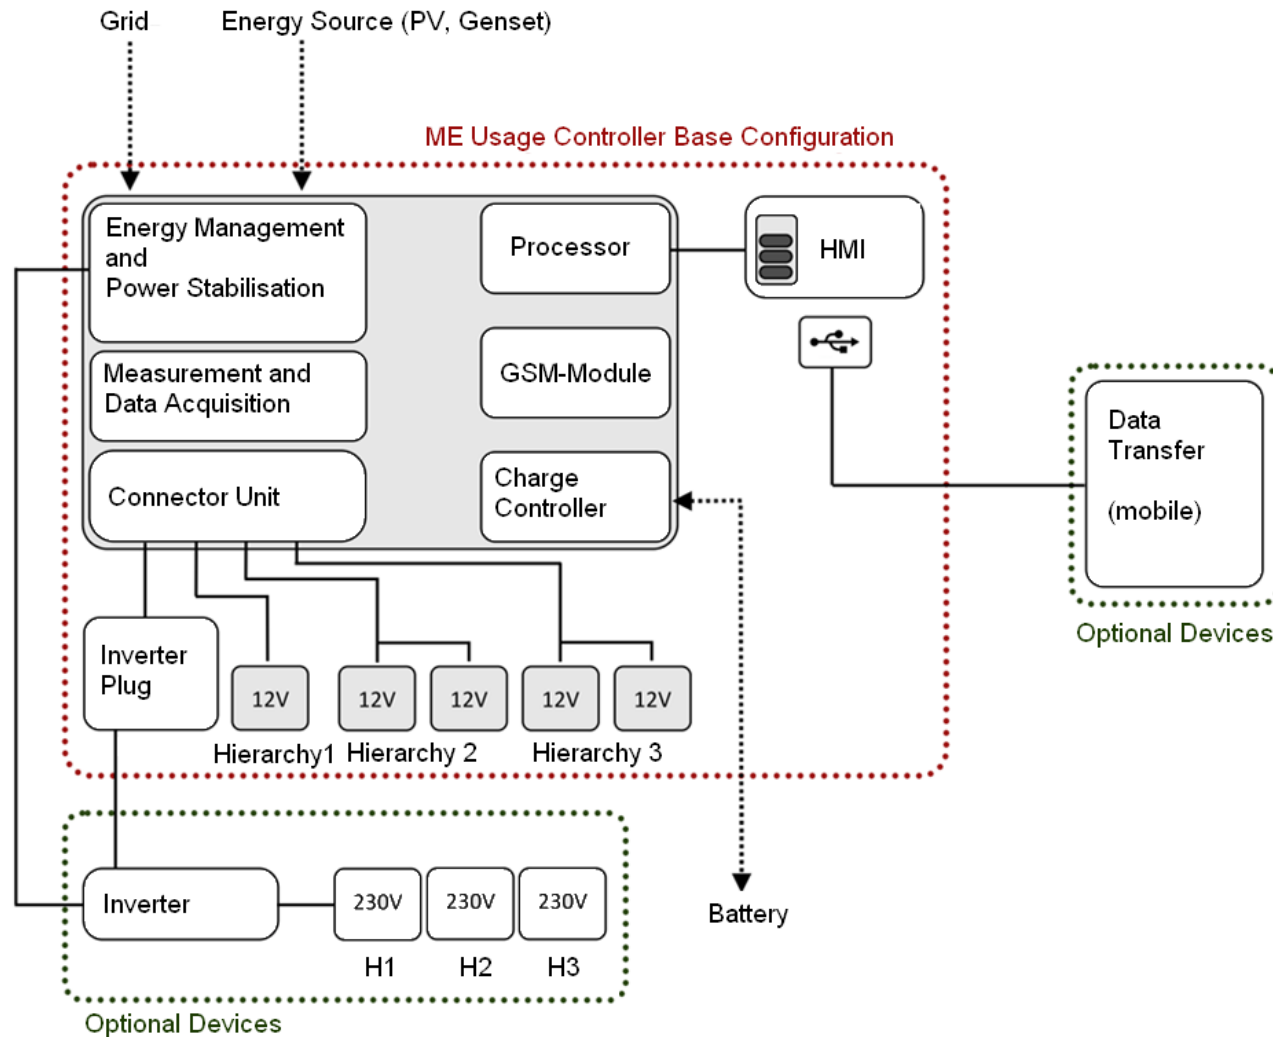 Grid
Energy Source (PV, Genset)
ME Usage Controller Base Configuration
Energy Management
and
Power Stabilisation
Processor
HMI
Measurement and
Data Acquisition
GSM-Module
Connector Unit
Charge
Controller
Data
Transfer
(mobile)
Optional Devices
Inverter
Plug
12V
12V
12V
12V
12V
Hierarchy1
Hierarchy 2
Hierarchy 3
Inverter
230V
230V
230V
H1
H2
H3
Battery
Optional Devices